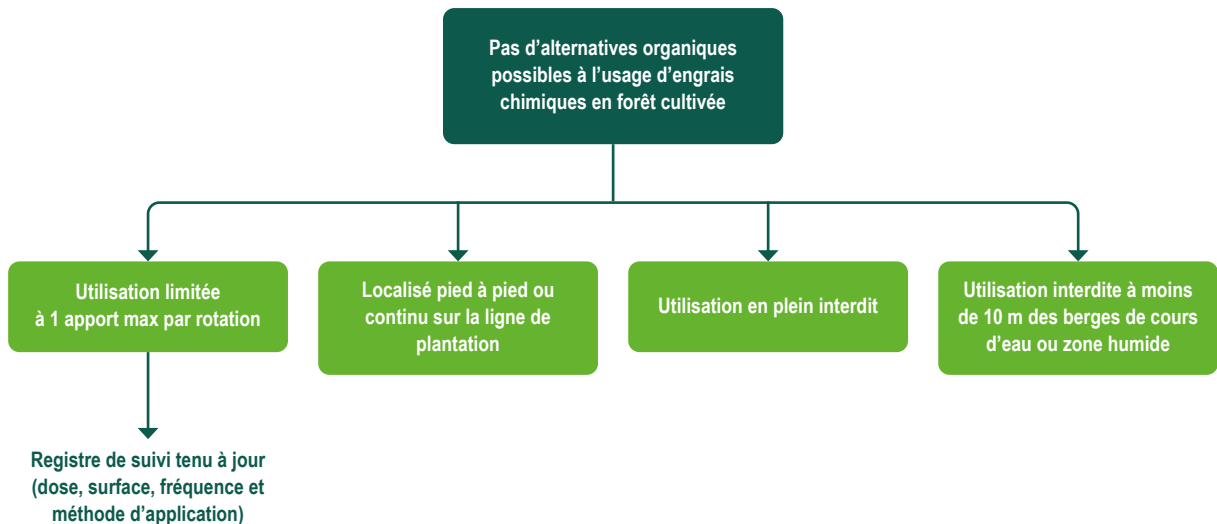 Pas d’alternatives organiques
possibles à l’usage d’engrais
chimiques en forêt cultivée
Utilisation limitée
à 1 apport max par rotation
Localisé pied à pied ou
continu sur la ligne de
plantation
Utilisation en plein interdit
Utilisation interdite à moins
de 10 m des berges de cours
d’eau ou zone humide
Registre de suivi tenu à jour
(dose, surface, fréquence et
méthode d’application)